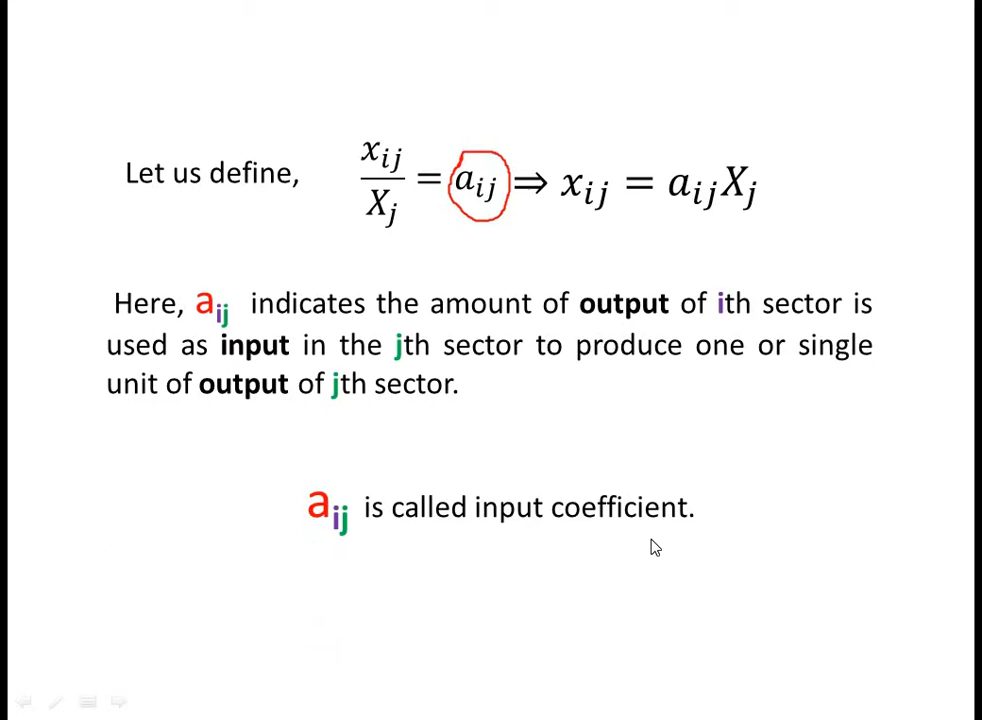 Let us define, x_ij / X_j = a_ij ⇒ x_ij = a_ij X_j
Here, a_ij indicates the amount of output of ith sector is
used as input in the jth sector to produce one or single
unit of output of jth sector.
a_ij is called input coefficient.